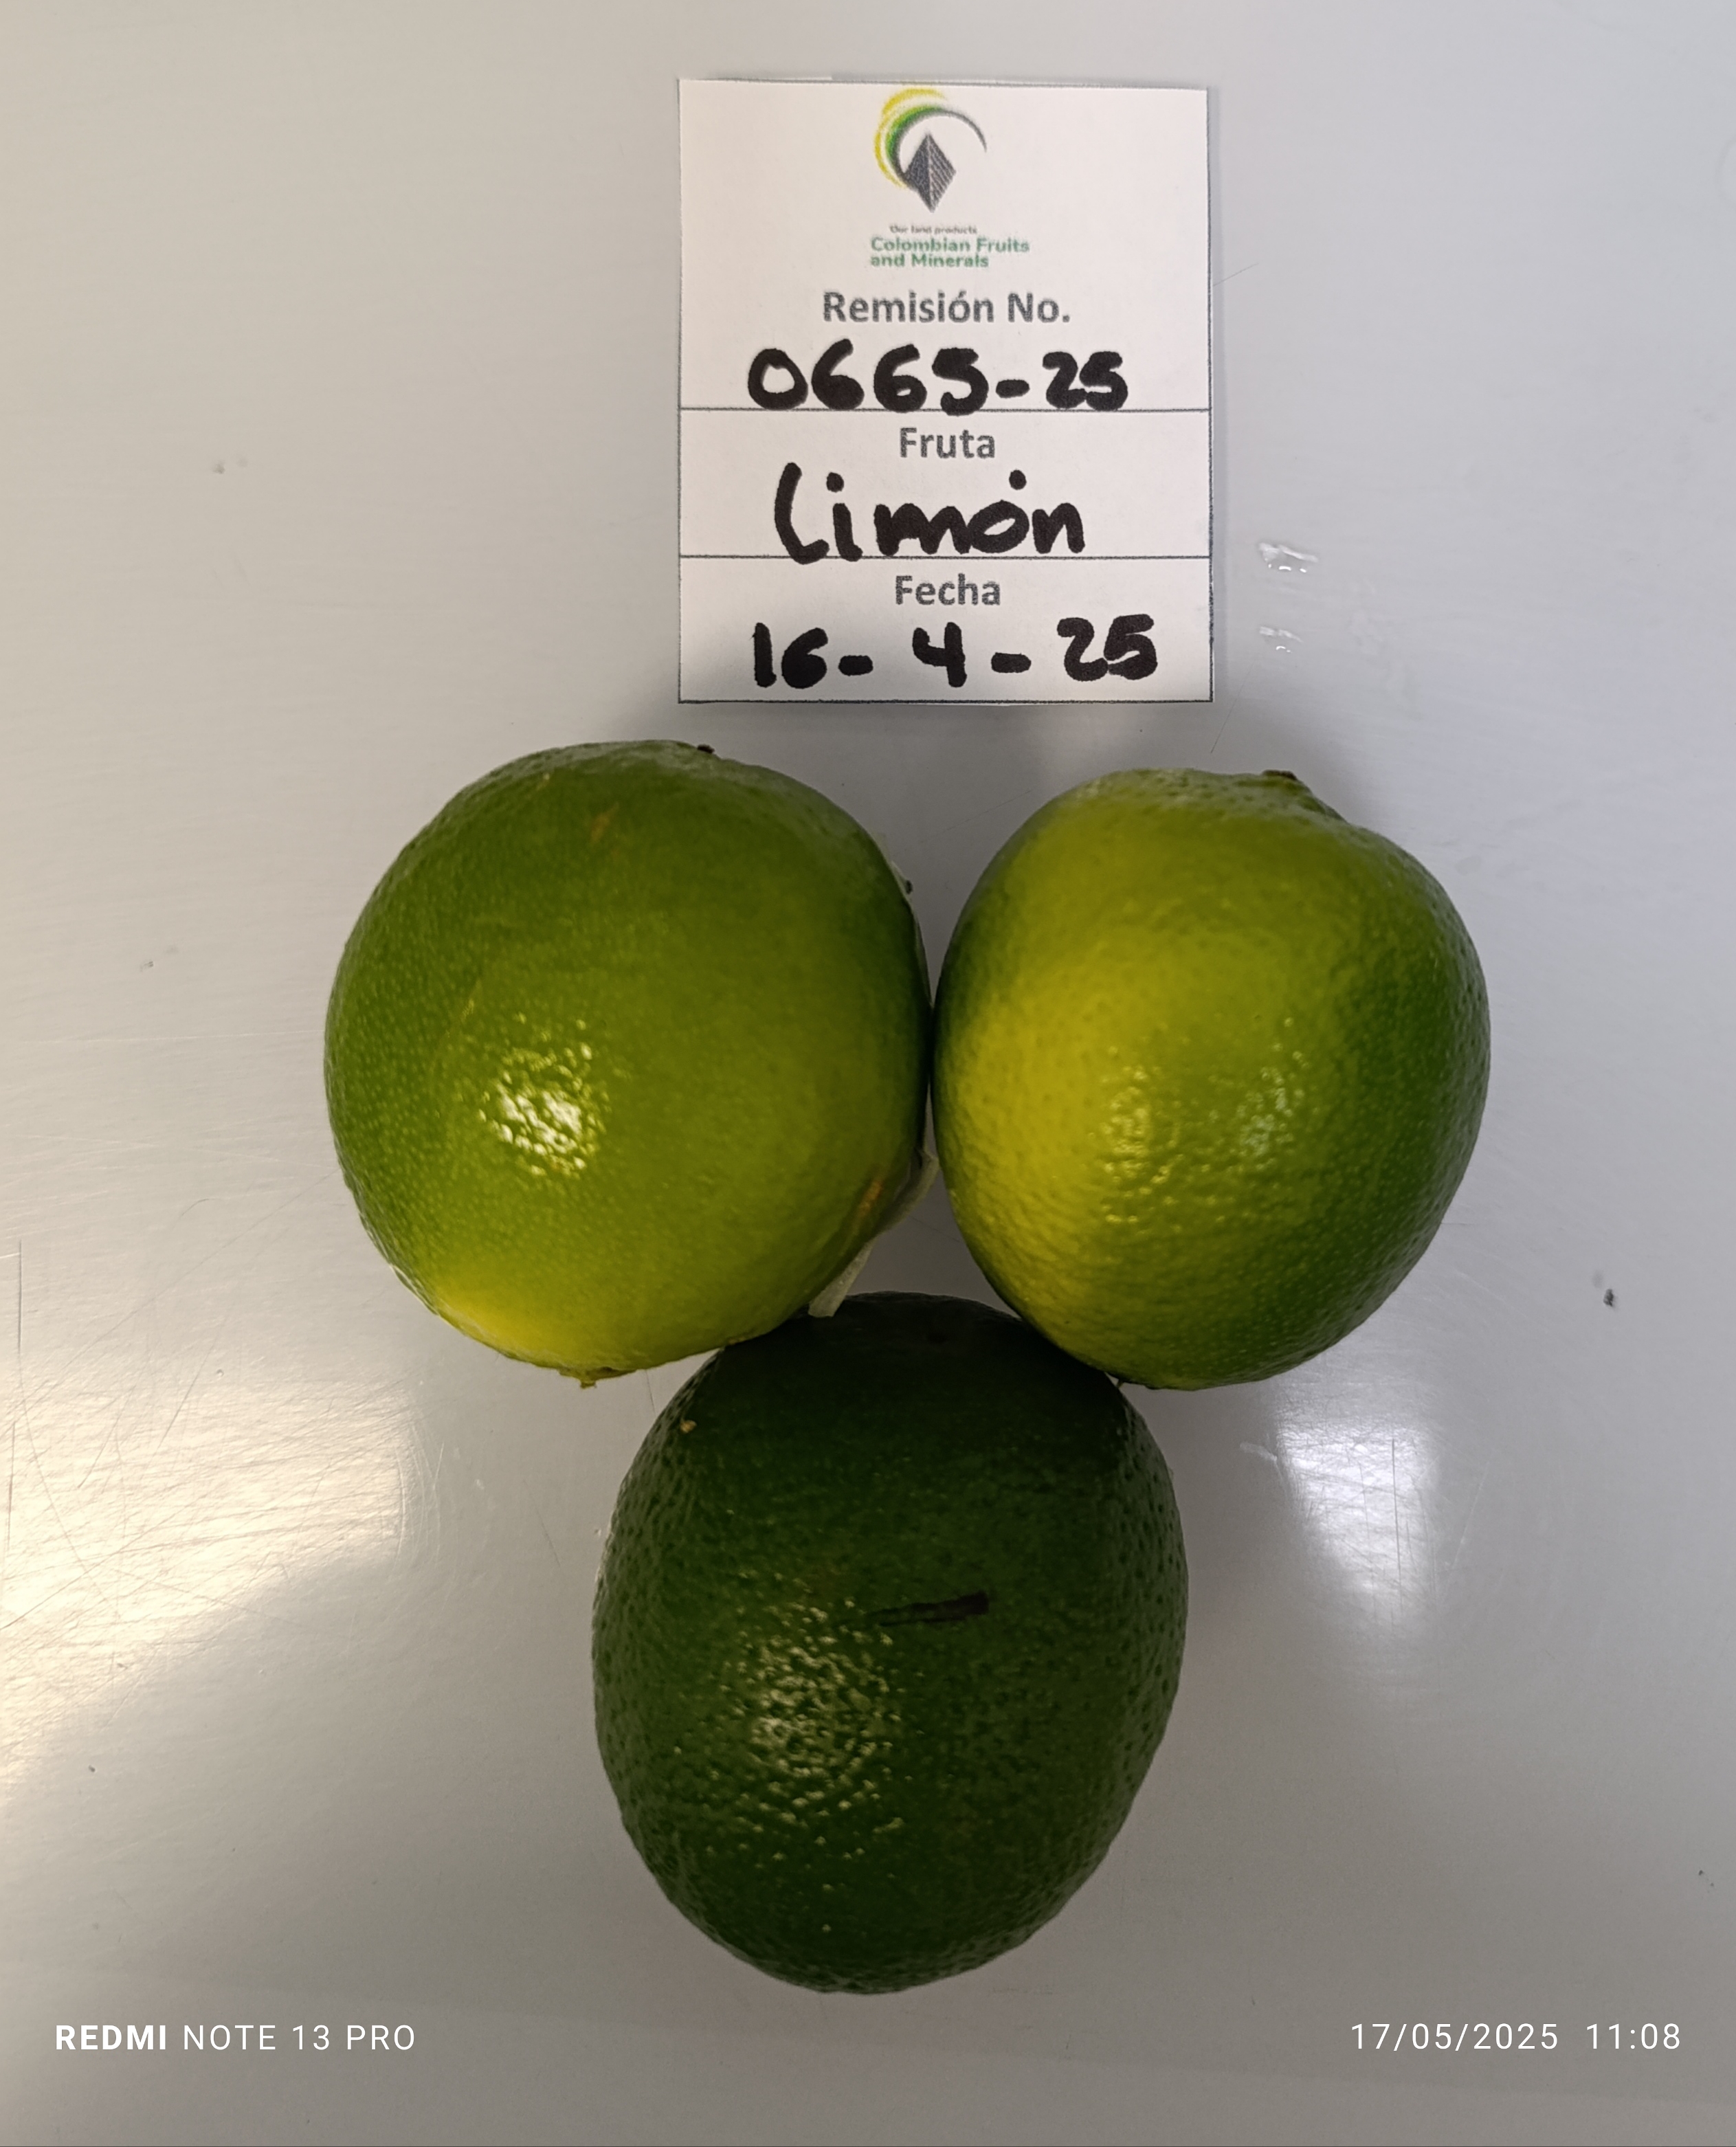 Our land products
Colombian Fruits
and Minerals
Remisión No.
0665-25
Fruta
Limón
Fecha
16-4-25
REDMI NOTE 13 PRO
17/05/2025 11:08